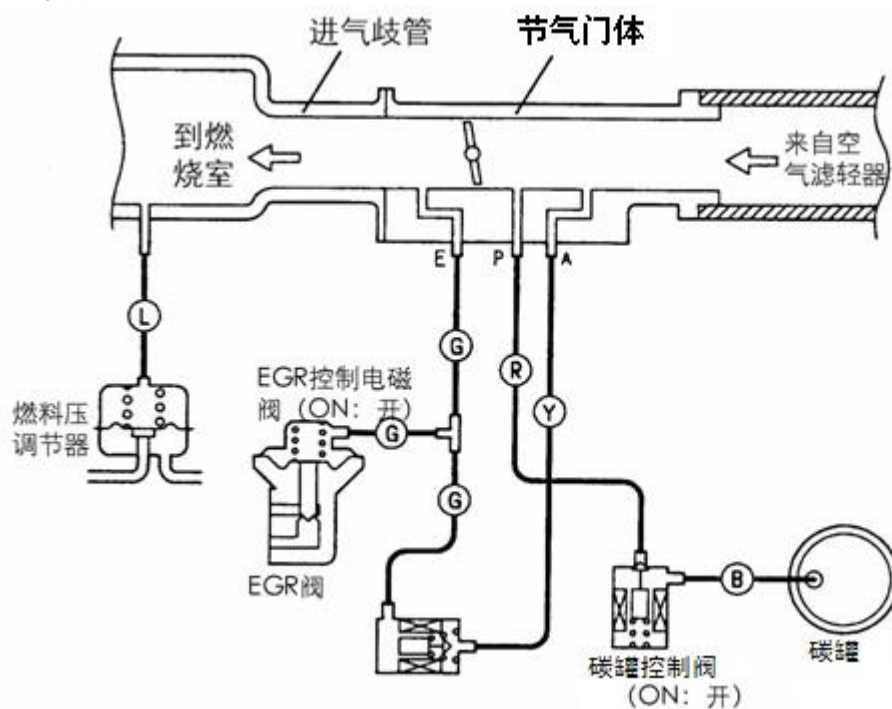 进气歧管
节气门体
到燃
烧室
来自空
气滤轻器
E
P
A
L
G
R
EGR控制电磁
阀（ON：开）
Y
燃料压
调节器
G
G
EGR阀
B
碳罐控制阀
（ON：开）
碳罐